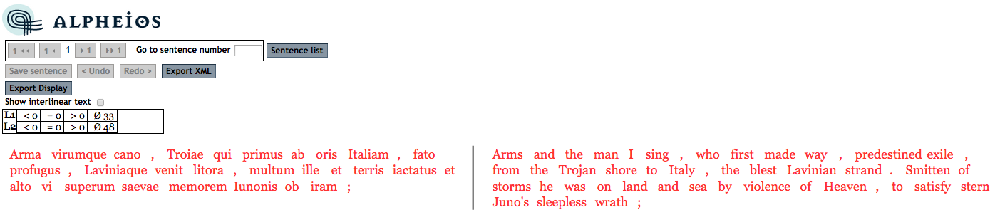 ALPHEIOS
1 ◂◂ 1 ◂ 1 ▸ 1 ▸▸ 1 Go to sentence number Sentence list
Save sentence < Undo Redo > Export XML
Export Display
Show interlinear text
L1 < 0 = 0 > 0 Ø 33
L2 < 0 = 0 > 0 Ø 48
Arma virumque cano , Troiae qui primus ab oris Italiam , fato
profugus , Laviniaque venit litora , multum ille et terris iactatus et
alto vi superum saevae memorem Iunonis ob iram ;
Arms and the man I sing , who first made way , predestined exile ,
from the Trojan shore to Italy , the blest Lavinian strand . Smitten of
storms he was on land and sea by violence of Heaven , to satisfy stern
Juno's sleepless wrath ;